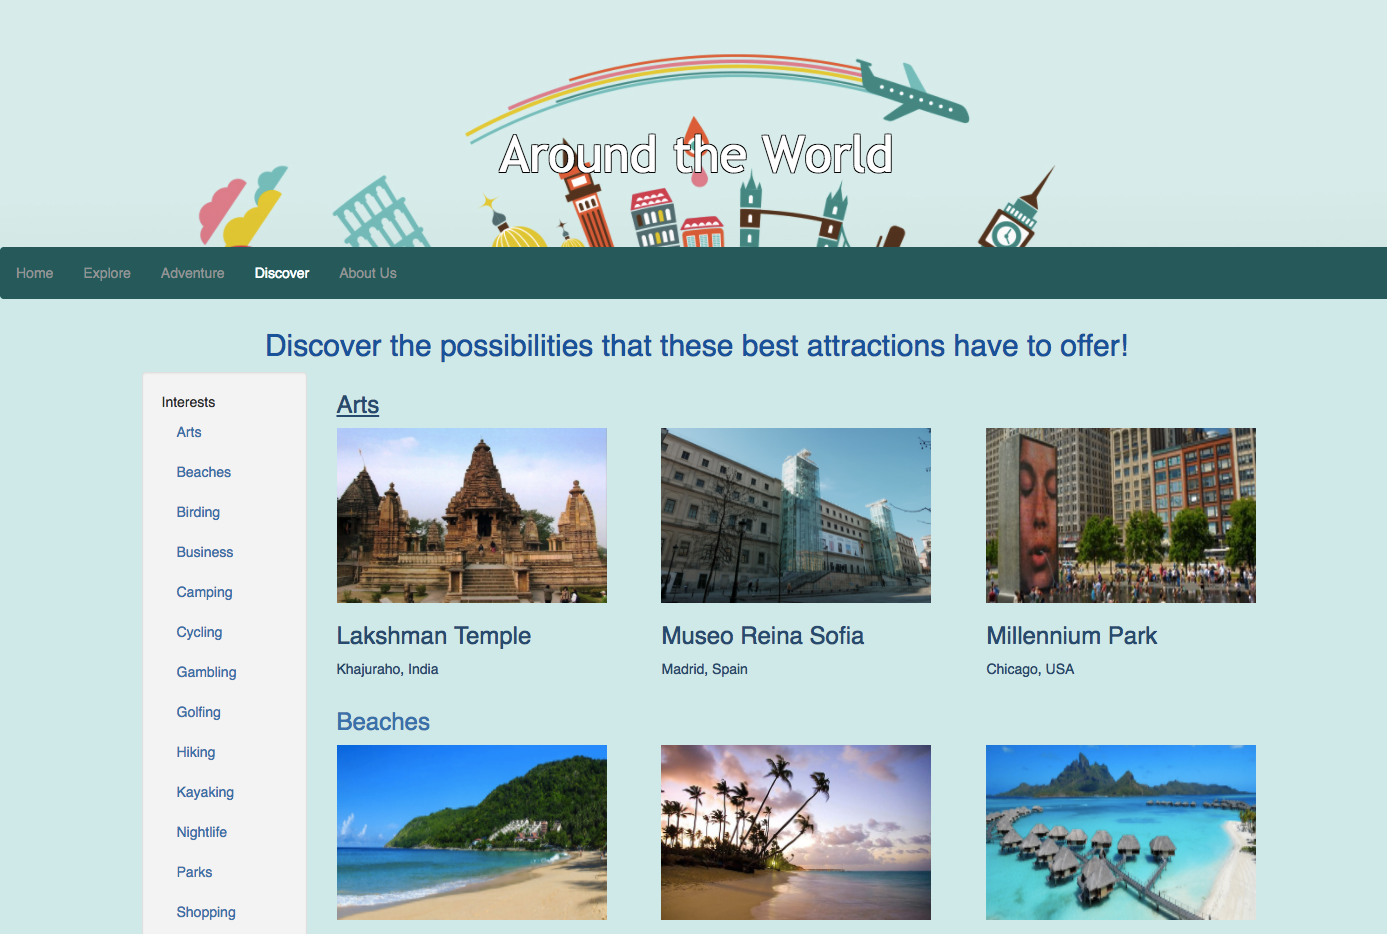 Around the World
Home Explore Adventure Discover About Us
Discover the possibilities that these best attractions have to offer!
Interests
Arts
Beaches
Birding
Business
Camping
Cycling
Gambling
Golfing
Hiking
Kayaking
Nightlife
Parks
Shopping
Arts
Lakshman Temple
Khajuraho, India
Museo Reina Sofia
Madrid, Spain
Millennium Park
Chicago, USA
Beaches